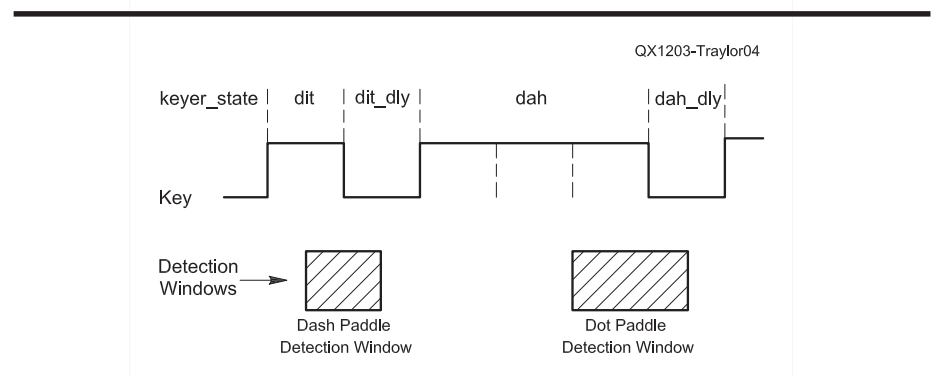 QX1203-Traylor04
keyer_state dit dit_dly dah dah_dly
Key
Detection
Windows
Dash Paddle
Detection Window
Dot Paddle
Detection Window